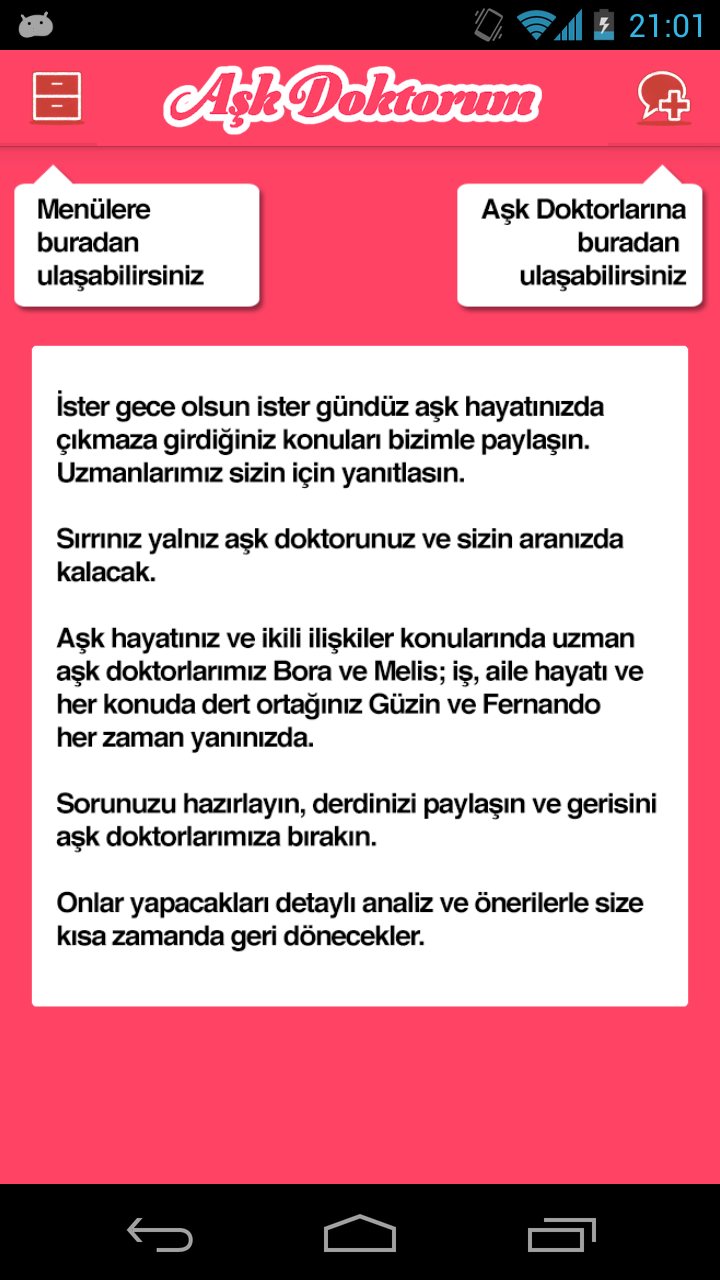 21:01
Aşk Doktorum
Menülere
buradan
ulaşabilirsiniz
Aşk Doktorlarına
buradan
ulaşabilirsiniz
İster gece olsun ister gündüz aşk hayatınızda
çıkmaza girdiğiniz konuları bizimle paylaşın.
Uzmanlarımız sizin için yanıtlasın.
Sırrınız yalnız aşk doktorunuz ve sizin aranızda
kalacak.
Aşk hayatınız ve ikili ilişkiler konularında uzman
aşk doktorlarımız Bora ve Melis; iş, aile hayatı ve
her konuda dert ortağınız Güzin ve Fernando
her zaman yanınızda.
Sorunuzu hazırlayın, derdinizi paylaşın ve gerisini
aşk doktorlarımıza bırakın.
Onlar yapacakları detaylı analiz ve önerilerle size
kısa zamanda geri dönecekler.